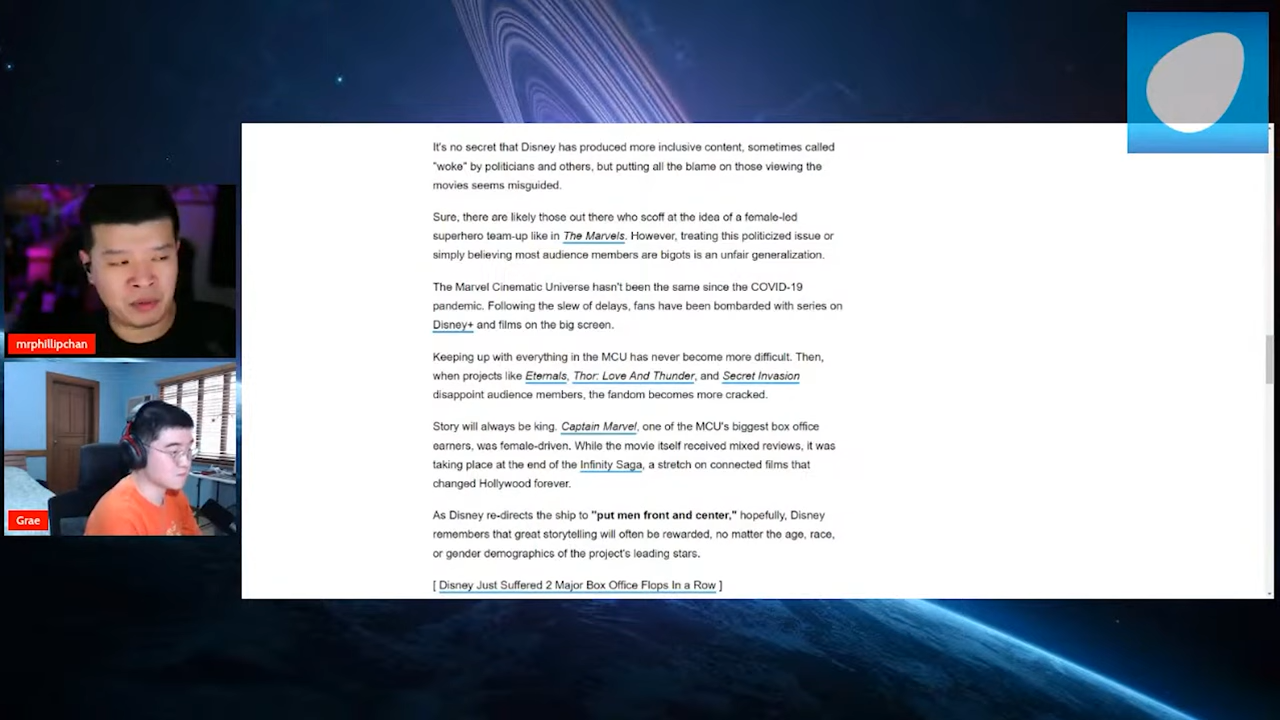 It's no secret that Disney has produced more inclusive content, sometimes called
"woke" by politicians and others, but putting all the blame on those viewing the
movies seems misguided.
Sure, there are likely those out there who scoff at the idea of a female-led
superhero team-up like in The Marvels. However, treating this politicized issue or
simply believing most audience members are bigots is an unfair generalization.
The Marvel Cinematic Universe hasn't been the same since the COVID-19
pandemic. Following the slew of delays, fans have been bombarded with series on
Disney+ and films on the big screen.
Keeping up with everything in the MCU has never become more difficult. Then,
when projects like Eternals, Thor: Love And Thunder, and Secret Invasion
disappoint audience members, the fandom becomes more cracked.
Story will always be king. Captain Marvel, one of the MCU's biggest box office
earners, was female-driven. While the movie itself received mixed reviews, it was
taking place at the end of the Infinity Saga, a stretch on connected films that
changed Hollywood forever.
As Disney re-directs the ship to "put men front and center," hopefully, Disney
remembers that great storytelling will often be rewarded, no matter the age, race,
or gender demographics of the project's leading stars.
[ Disney Just Suffered 2 Major Box Office Flops In a Row ]
mrphillipchan
Grae